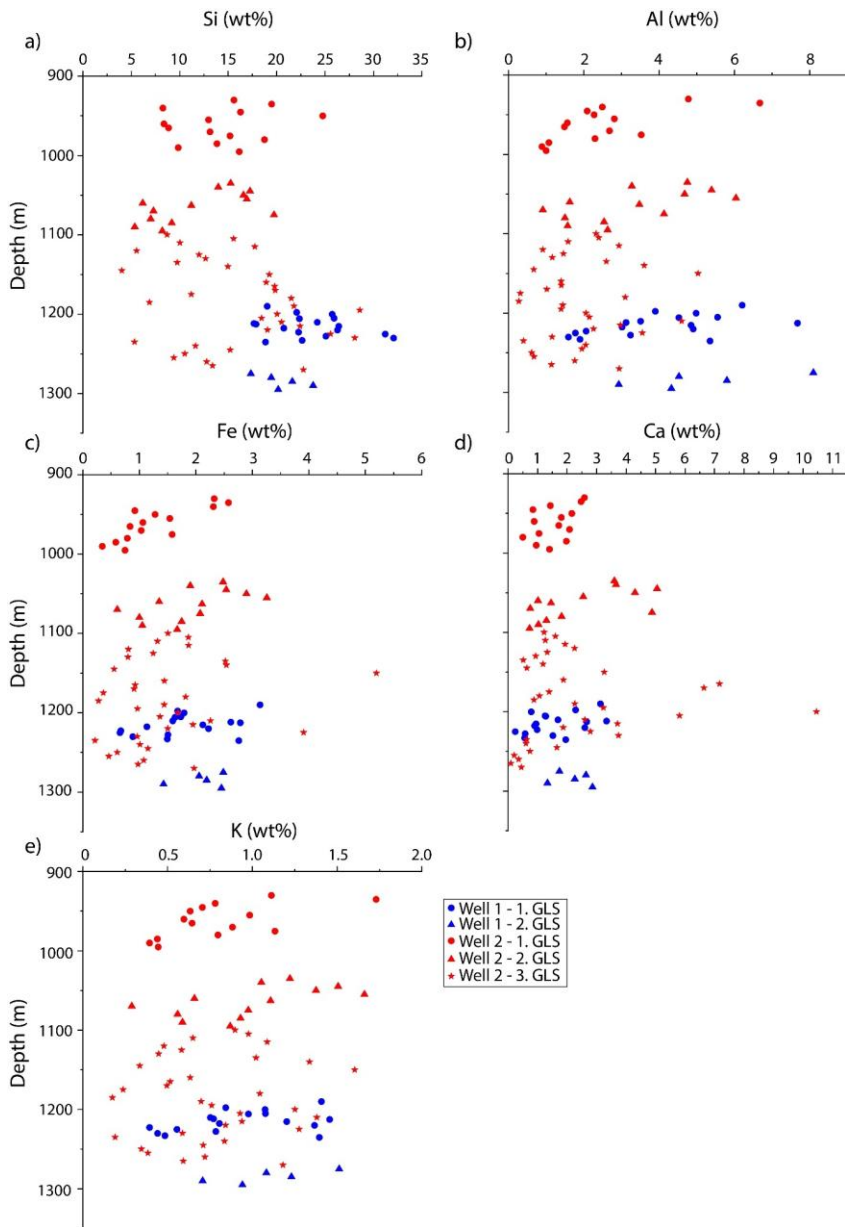 Si (wt%)
a)
0 5 10 15 20 25 30 35
900
1000
1100
1200
1300
Depth (m)
Al (wt%)
b)
0 2 4 6 8
Fe (wt%)
c)
0 1 2 3 4 5 6
900
1000
1100
1200
1300
Depth (m)
Ca (wt%)
d)
0 1 2 3 4 5 6 7 8 9 10 11
K (wt%)
e)
0 0.5 1.0 1.5 2.0
900
1000
1100
1200
1300
Depth (m)
Well 1 - 1. GLS
Well 1 - 2. GLS
Well 2 - 1. GLS
Well 2 - 2. GLS
Well 2 - 3. GLS